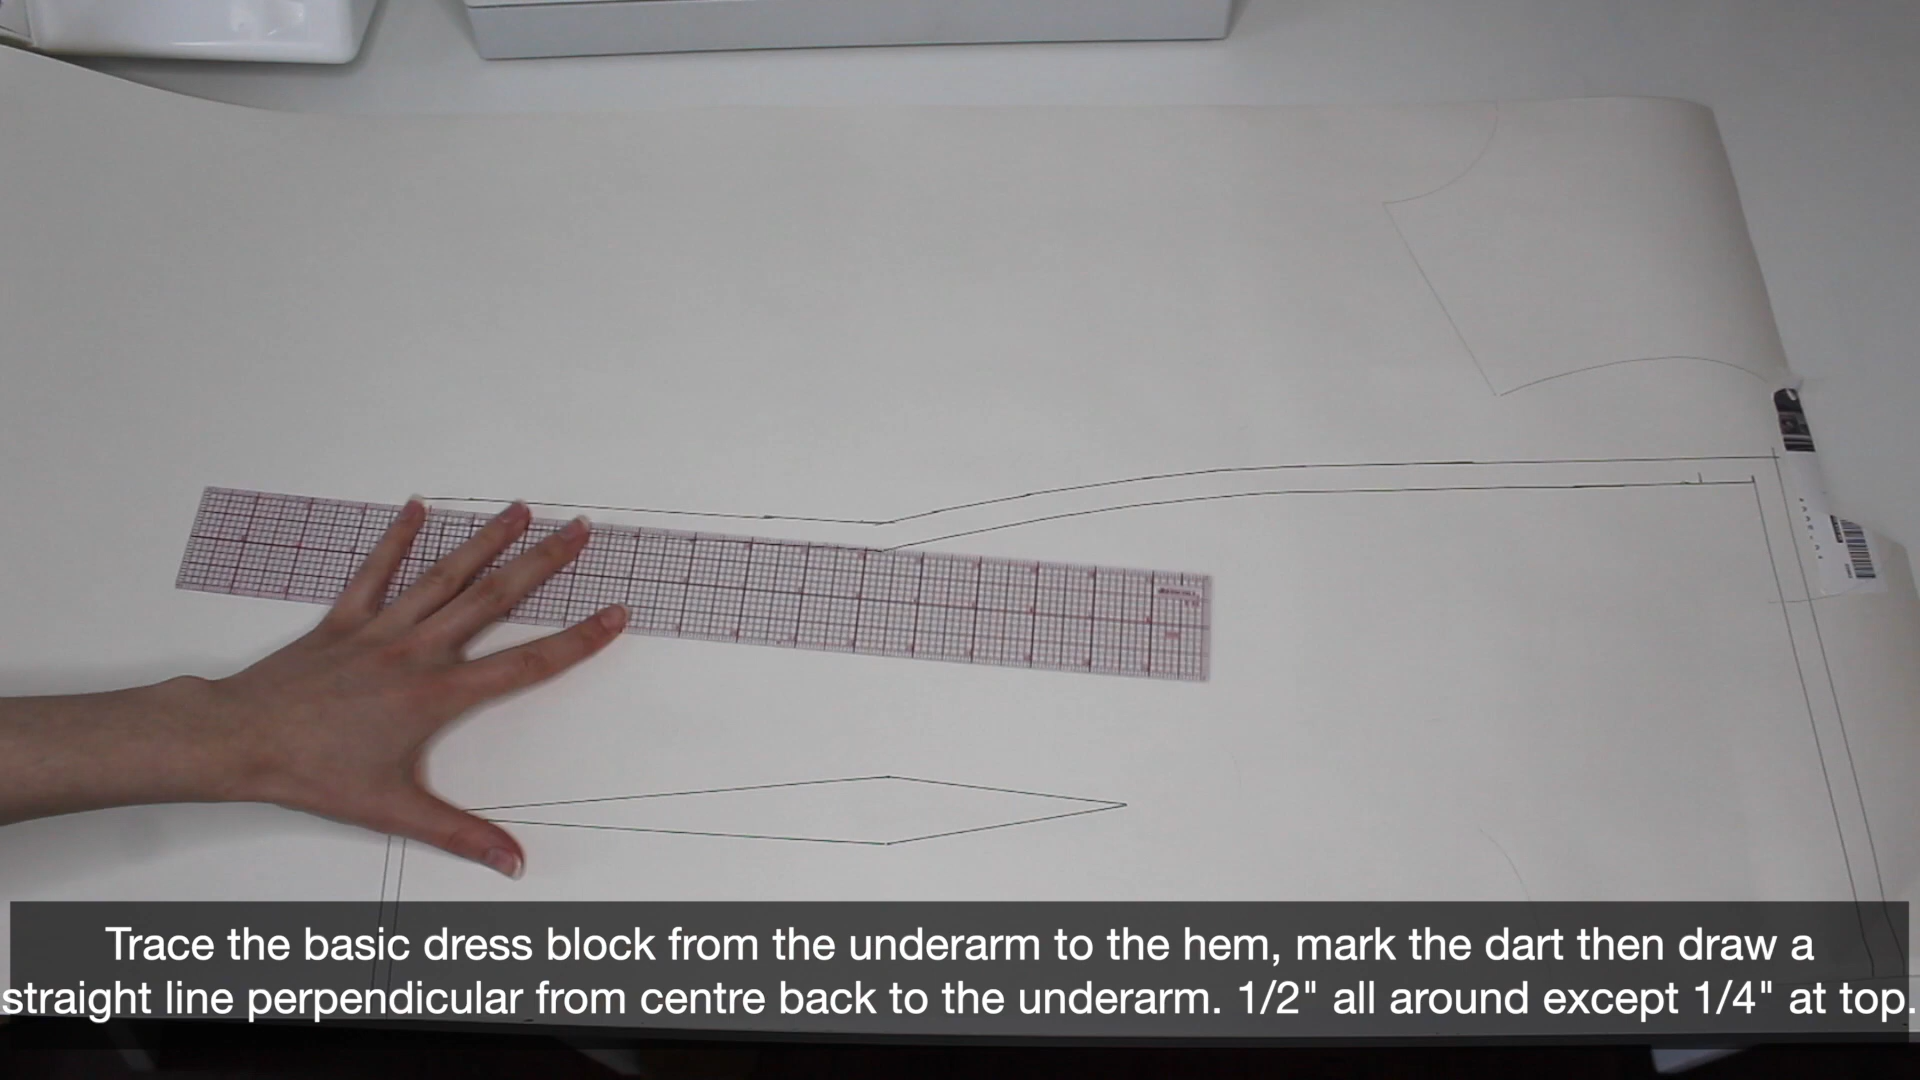 Trace the basic dress block from the underarm to the hem, mark the dart then draw a
straight line perpendicular from centre back to the underarm. 1/2" all around except 1/4" at top.